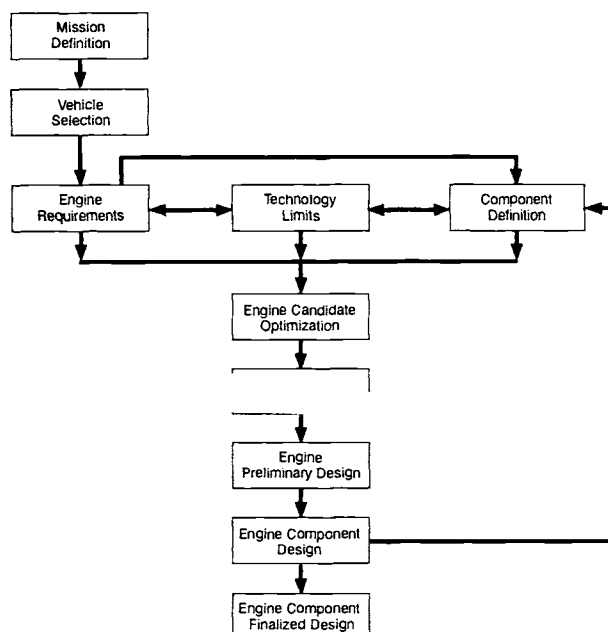 Mission
Definition
Vehicle
Selection
Engine
Requirements
Technology
Limits
Component
Definition
Engine Candidate
Optimization
Engine
Preliminary Design
Engine Component
Design
Engine Component
Finalized Design